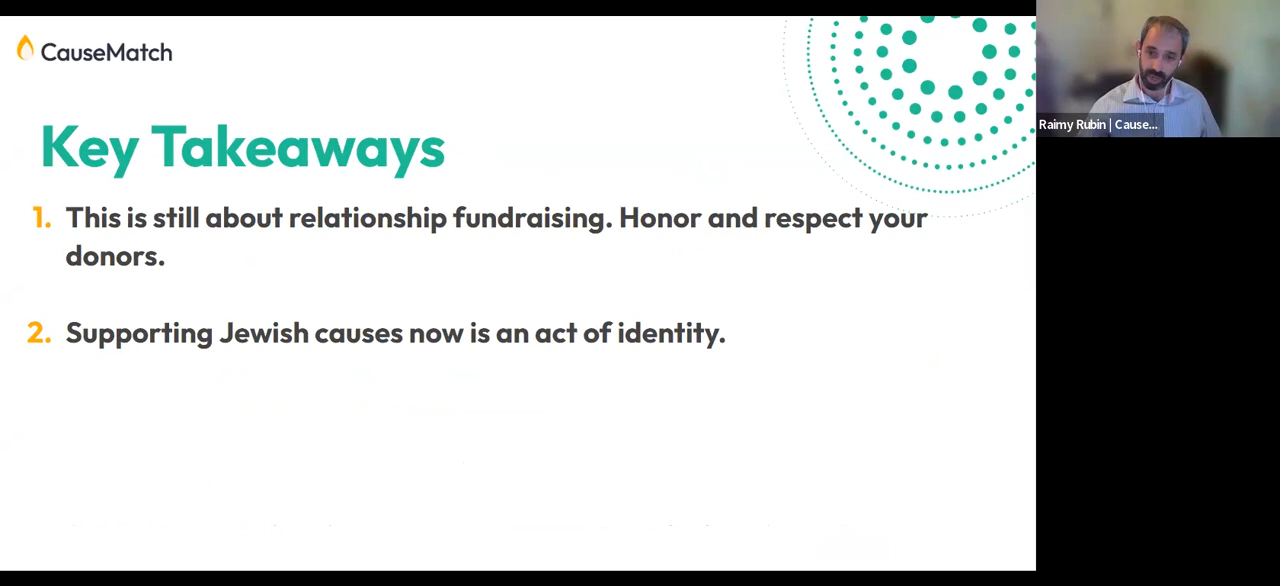 CauseMatch
Key Takeaways
1. This is still about relationship fundraising. Honor and respect your
donors.
2. Supporting Jewish causes now is an act of identity.
Raimy Rubin | Cause...